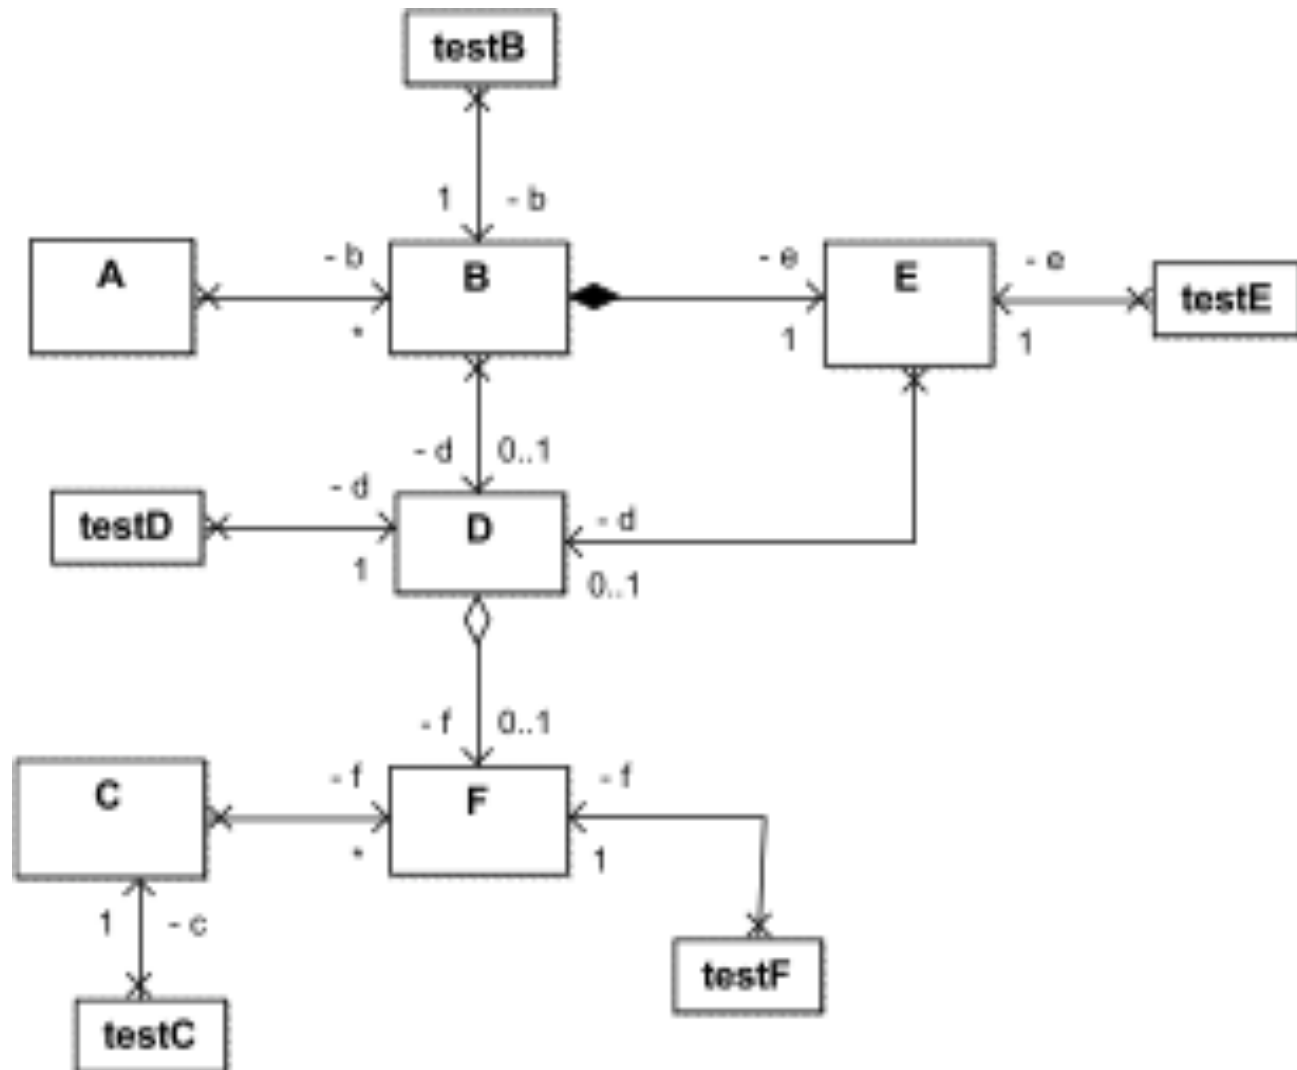 testB
1 - b
A
- b
*
B
- e
1
E
- e
1
testE
- d 0..1
testD
- d
1
D
- d
0..1
- f 0..1
C
- f
*
F
- f
1
1 - c
testF
testC